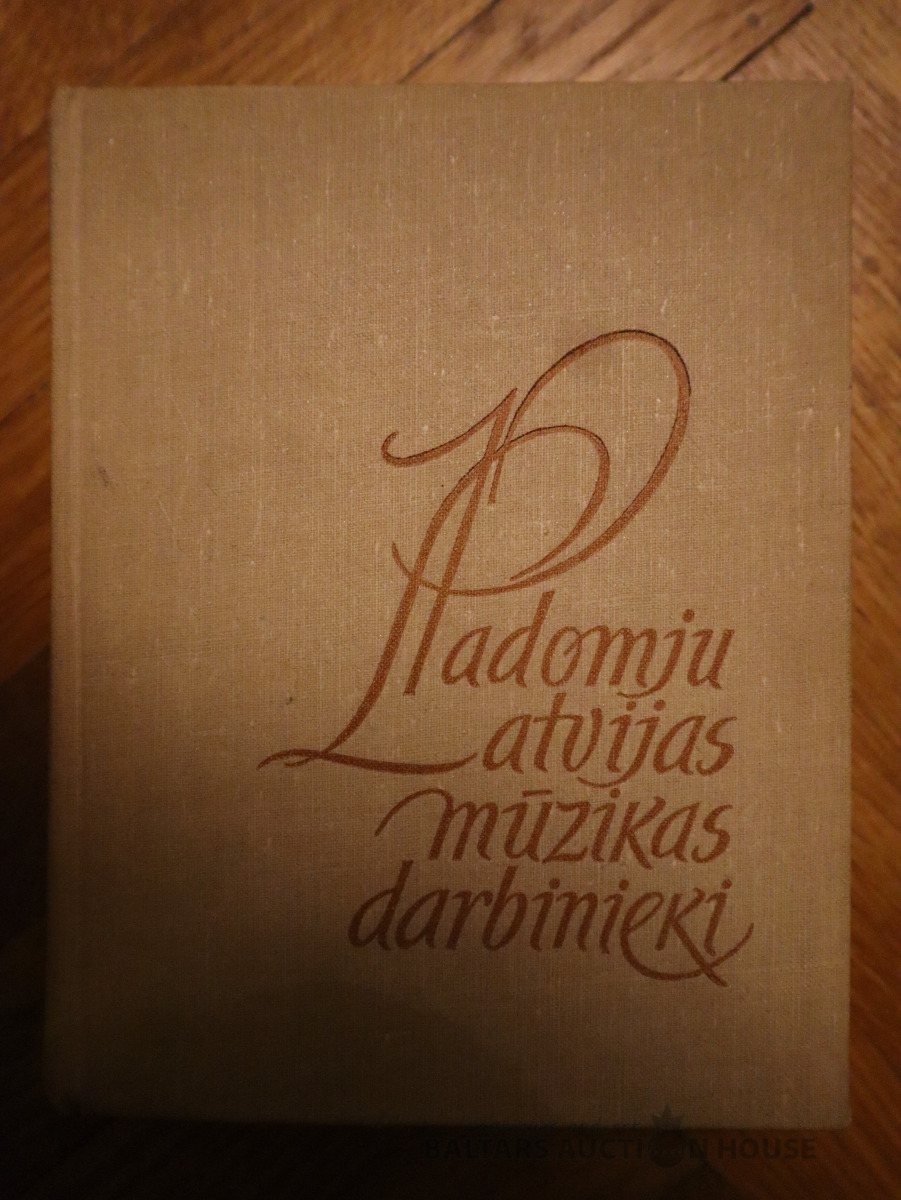 Padomju
Latvijas
mūzikas
darbinieki
BALTARS AUCTION HOUSE